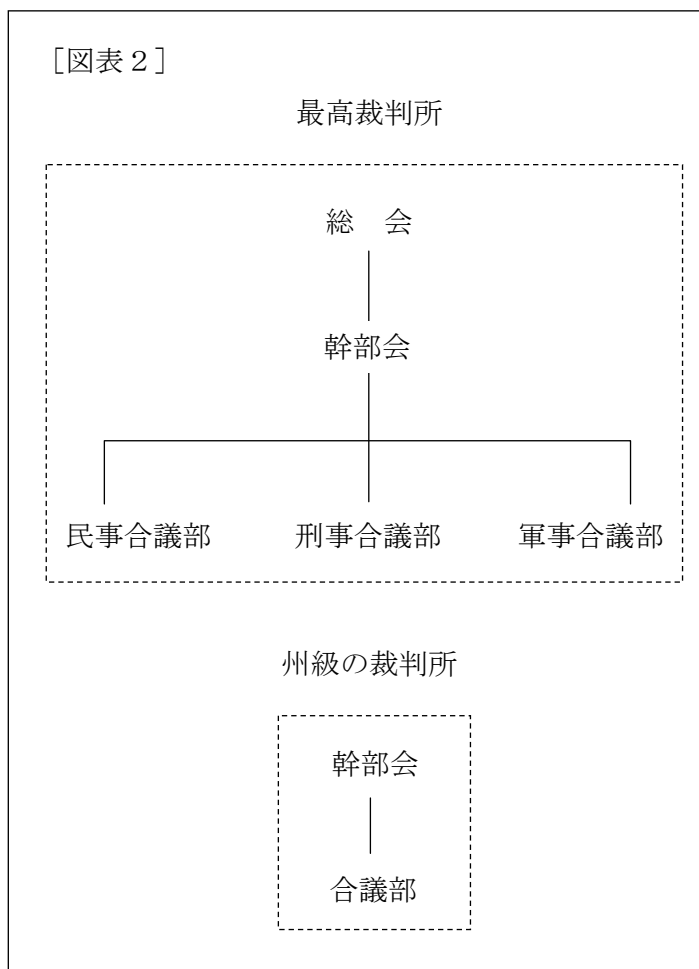 [図表2]
最高裁判所
総 会
幹部会
民事合議部 刑事合議部 軍事合議部
州級の裁判所
幹部会
合議部